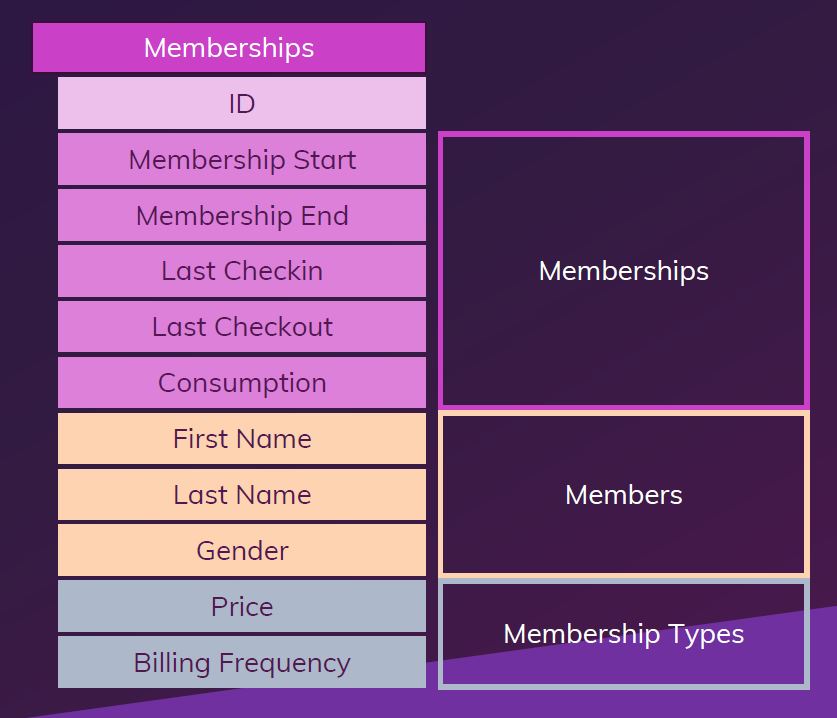 Memberships
ID
Membership Start
Membership End
Last Checkin
Last Checkout
Consumption
First Name
Last Name
Gender
Price
Billing Frequency
Memberships
Members
Membership Types